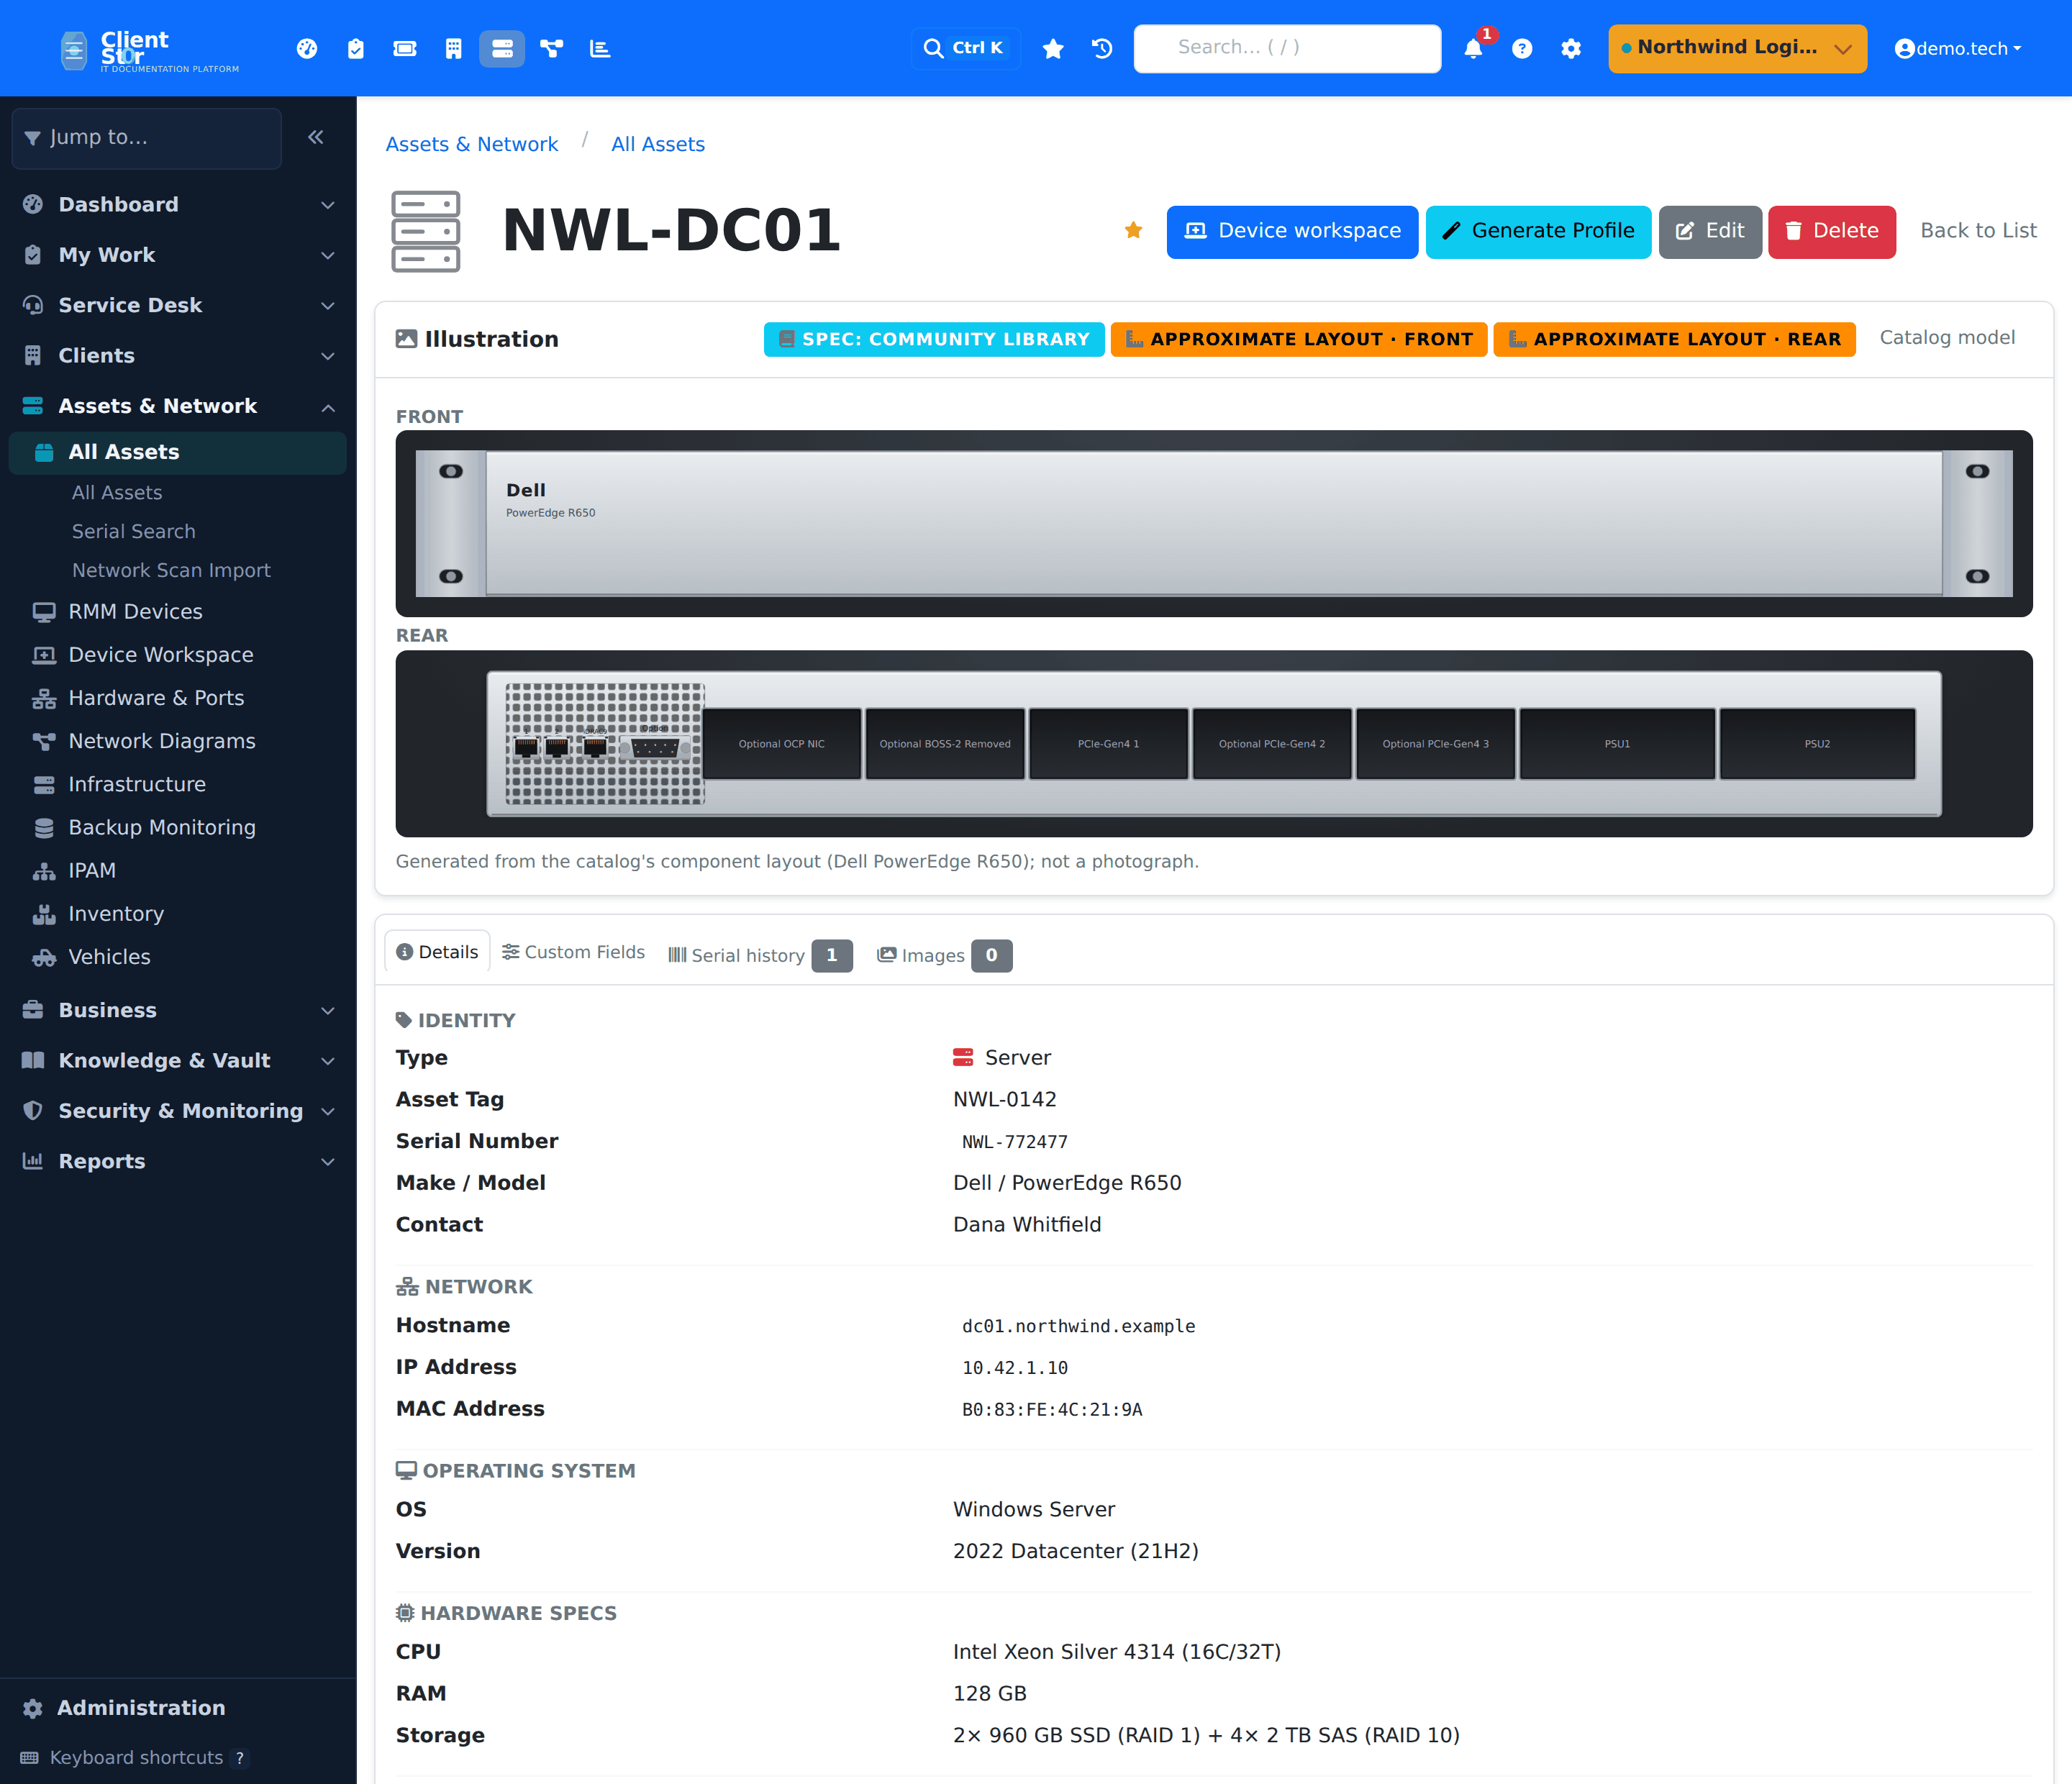 Client
St0r
IT DOCUMENTATION PLATFORM
Ctrl K
Search... ( / )
1
Northwind Logi...
demo.tech
Jump to...
Dashboard
My Work
Service Desk
Clients
Assets & Network
All Assets
All Assets
Serial Search
Network Scan Import
RMM Devices
Device Workspace
Hardware & Ports
Network Diagrams
Infrastructure
Backup Monitoring
IPAM
Inventory
Vehicles
Business
Knowledge & Vault
Security & Monitoring
Reports
Administration
Keyboard shortcuts ?
Assets & Network / All Assets
NWL-DC01
Device workspace
Generate Profile
Edit
Delete
Back to List
Illustration
SPEC: COMMUNITY LIBRARY
APPROXIMATE LAYOUT · FRONT
APPROXIMATE LAYOUT · REAR
Catalog model
FRONT
Dell
PowerEdge R650
REAR
Optional OCP NIC
Optional BOSS-2 Removed
PCIe-Gen4 1
Optional PCIe-Gen4 2
Optional PCIe-Gen4 3
PSU1
PSU2
Generated from the catalog's component layout (Dell PowerEdge R650); not a photograph.
Details
Custom Fields
Serial history 1
Images 0
IDENTITY
Type Server
Asset Tag NWL-0142
Serial Number NWL-772477
Make / Model Dell / PowerEdge R650
Contact Dana Whitfield
NETWORK
Hostname dc01.northwind.example
IP Address 10.42.1.10
MAC Address B0:83:FE:4C:21:9A
OPERATING SYSTEM
OS Windows Server
Version 2022 Datacenter (21H2)
HARDWARE SPECS
CPU Intel Xeon Silver 4314 (16C/32T)
RAM 128 GB
Storage 2× 960 GB SSD (RAID 1) + 4× 2 TB SAS (RAID 10)